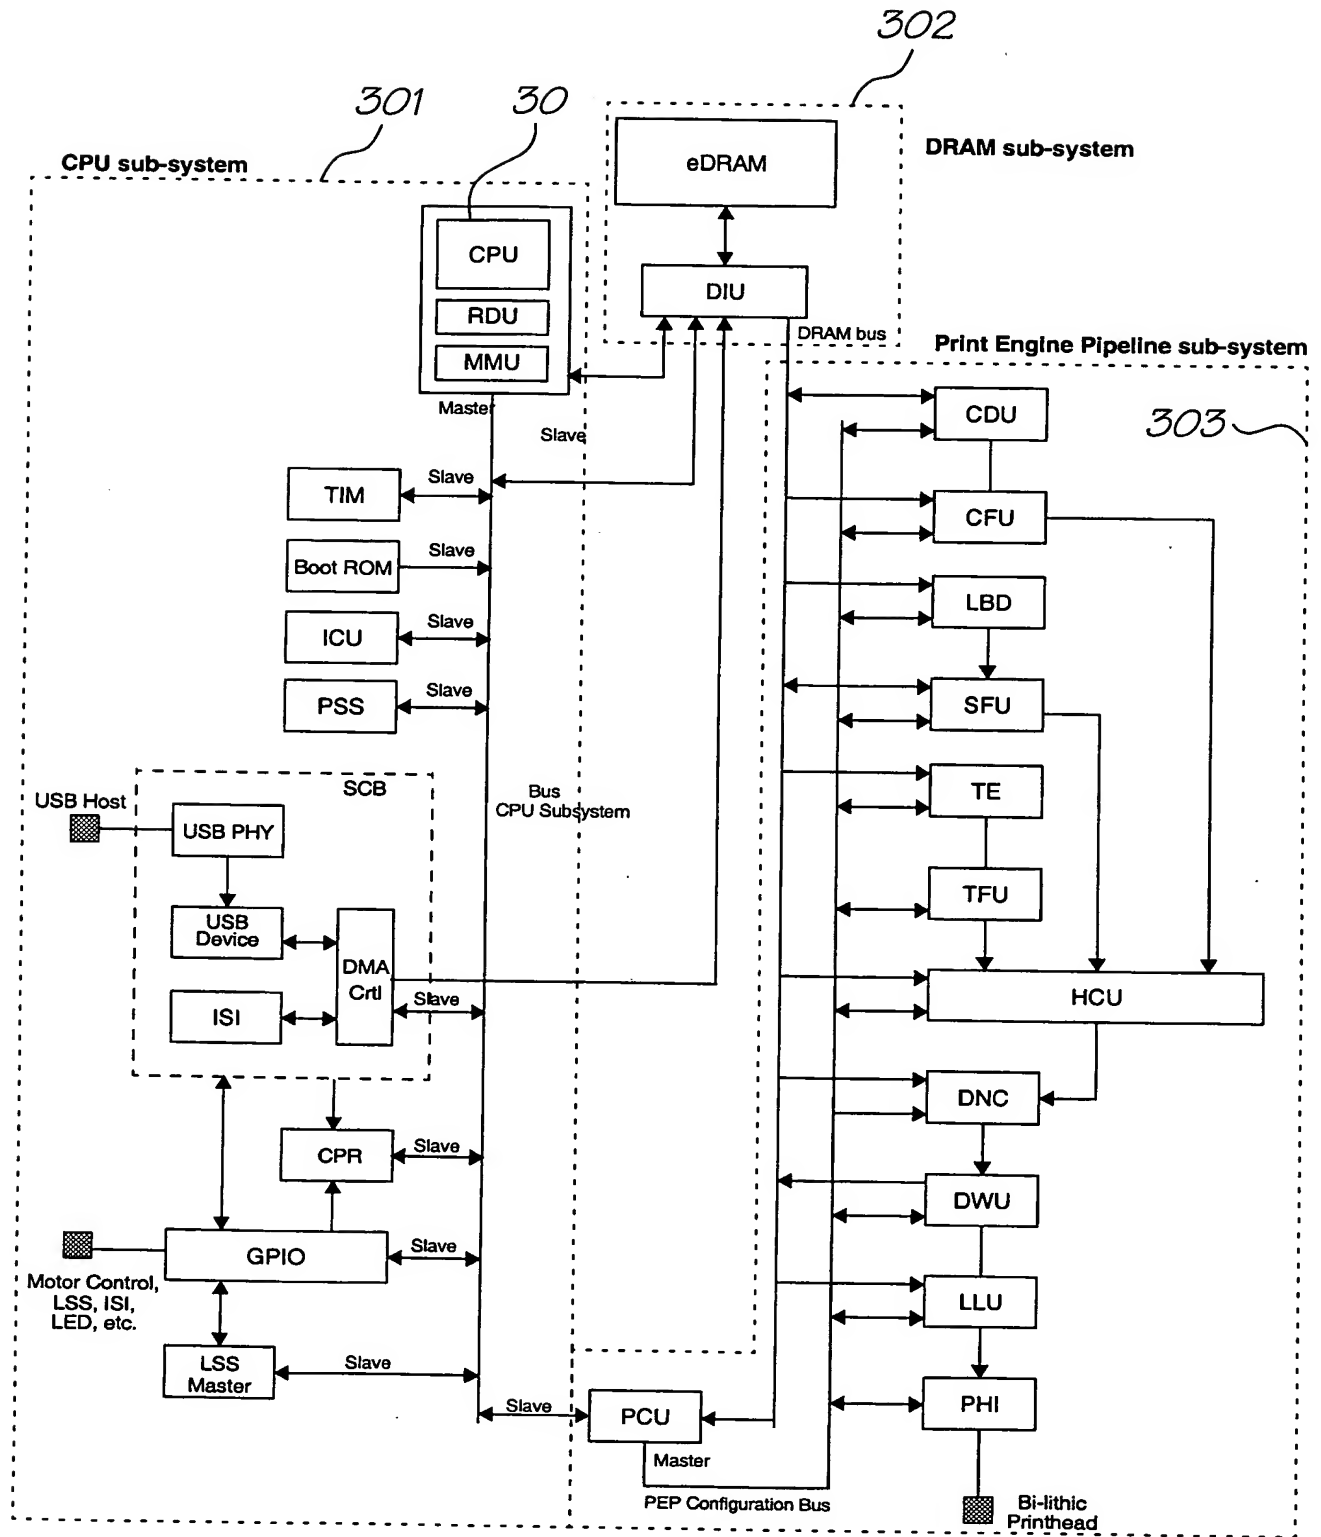 302
301
30
CPU sub-system
DRAM sub-system
eDRAM
CPU
DIU
RDU
MMU
DRAM bus
Print Engine Pipeline sub-system
Master
Slave
CDU
303
TIM
Slave
CFU
Boot ROM
Slave
LBD
ICU
Slave
PSS
Slave
SFU
SCB
USB Host
USB PHY
Bus
CPU Subsystem
TE
TFU
USB
Device
DMA
Crtl
Slave
ISI
HCU
DNC
CPR
Slave
DWU
GPIO
Slave
Motor Control,
LSS, ISI,
LED, etc.
LLU
LSS
Master
Slave
Slave
PCU
PHI
Master
PEP Configuration Bus
Bi-lithic
Printhead